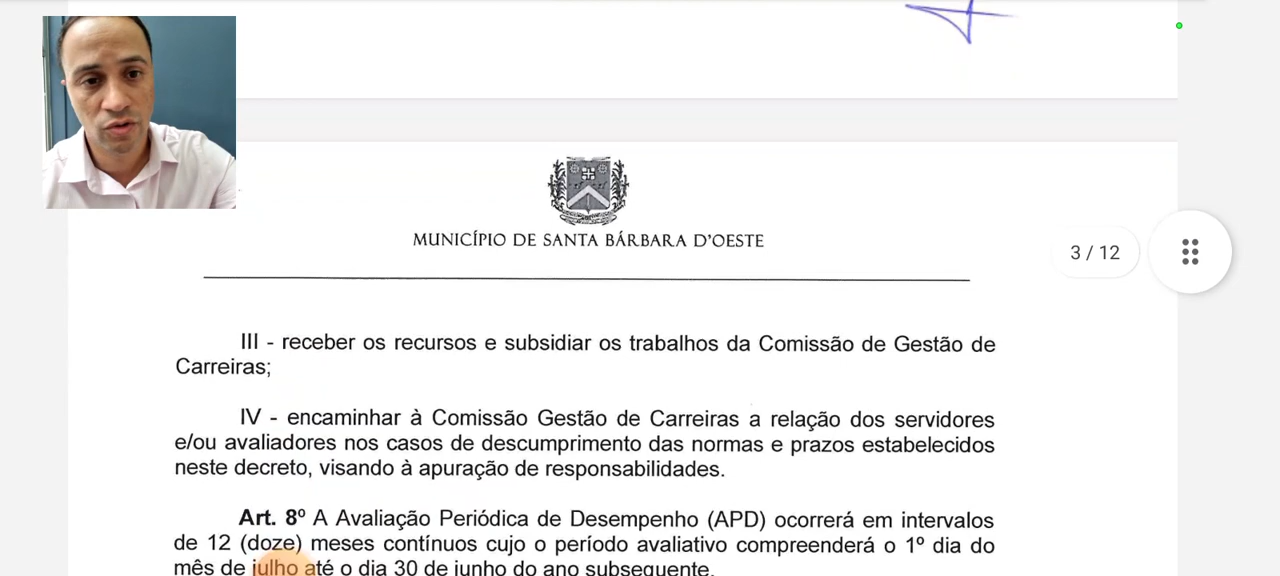 MUNICÍPIO DE SANTA BÁRBARA D'OESTE
3 / 12
III - receber os recursos e subsidiar os trabalhos da Comissão de Gestão de
Carreiras;
IV - encaminhar à Comissão Gestão de Carreiras a relação dos servidores
e/ou avaliadores nos casos de descumprimento das normas e prazos estabelecidos
neste decreto, visando à apuração de responsabilidades.
Art. 8º A Avaliação Periódica de Desempenho (APD) ocorrerá em intervalos
de 12 (doze) meses contínuos cujo o período avaliativo compreenderá o 1º dia do
mês de julho até o dia 30 de junho do ano subsequente.